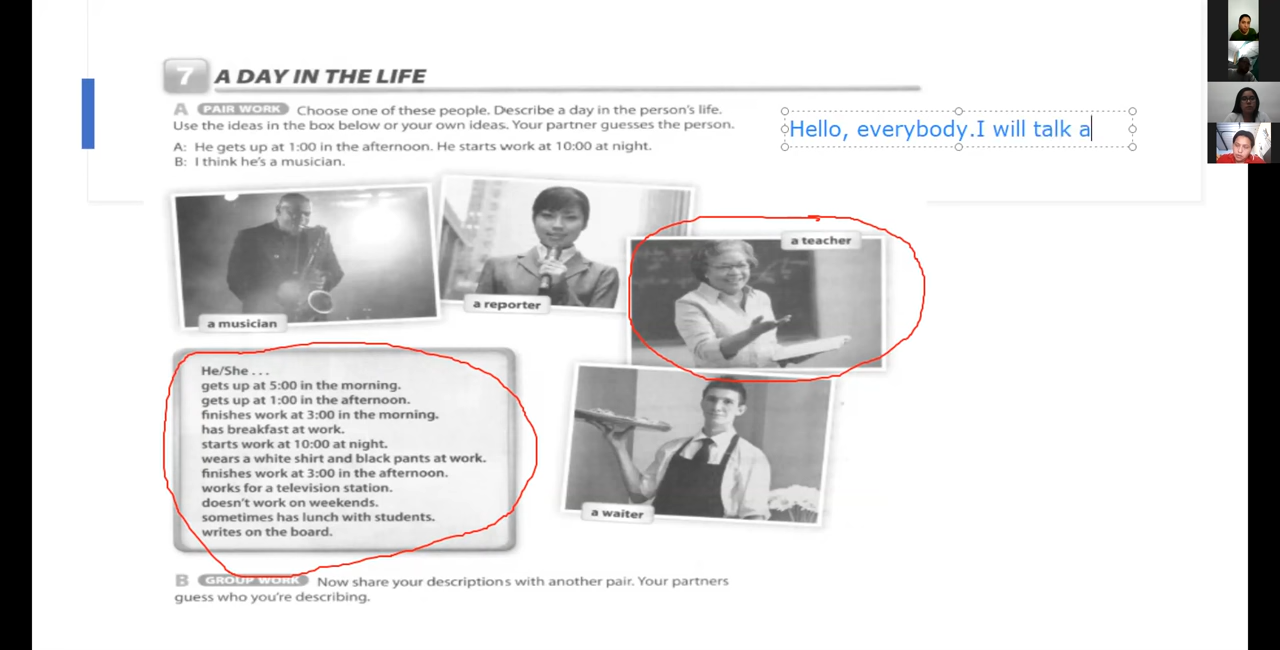 7 A DAY IN THE LIFE
A PAIR WORK Choose one of these people. Describe a day in the person's life.
Use the ideas in the box below or your own ideas. Your partner guesses the person.
A: He gets up at 1:00 in the afternoon. He starts work at 10:00 at night.
B: I think he's a musician.
Hello, everybody.I will talk a
a musician
a reporter
a teacher
He/She . . .
gets up at 5:00 in the morning.
gets up at 1:00 in the afternoon.
finishes work at 3:00 in the morning.
has breakfast at work.
starts work at 10:00 at night.
wears a white shirt and black pants at work.
finishes work at 3:00 in the afternoon.
works for a television station.
doesn't work on weekends.
sometimes has lunch with students.
writes on the board.
a waiter
B GROUP WORK Now share your descriptions with another pair. Your partners
guess who you're describing.